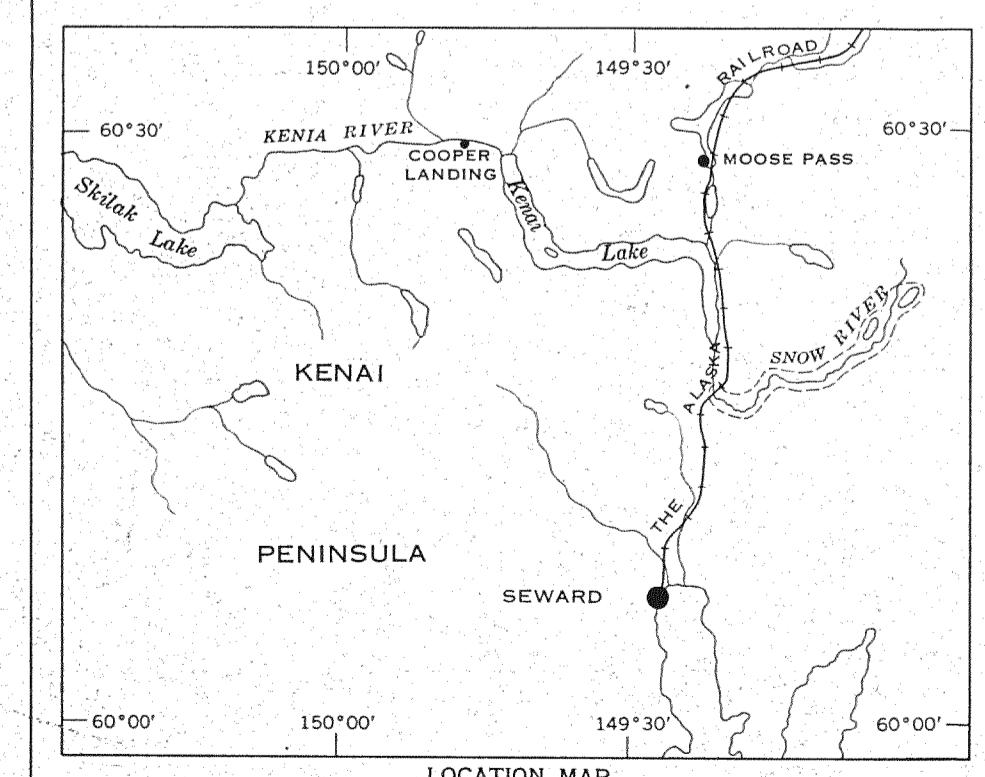 150°00'
149°30'
RAILROAD
60°30'
60°30'
KENIA RIVER
COOPER
LANDING
MOOSE PASS
Skilak
Lake
Kenai
Lake
SNOW RIVER
ALASKA
KENAI
THE
PENINSULA
SEWARD
60°00'
150°00'
149°30'
60°00'
LOCATION MAP